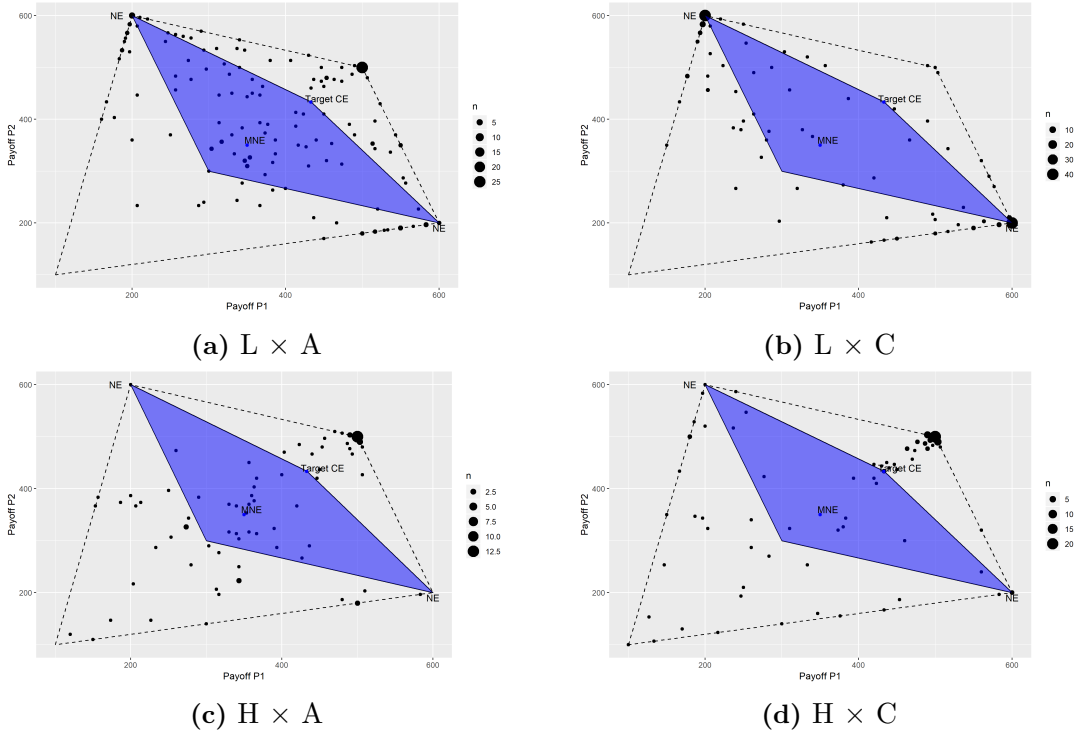 600
400
200
Payoff P2
NE
Target CE
MNE
NE
200
400
600
Payoff P1
n
5
10
15
20
25
(a) L × A
600
400
200
Payoff P2
NE
Target CE
MNE
NE
200
400
600
Payoff P1
n
10
20
30
40
(b) L × C
600
400
200
Payoff P2
NE
Target CE
MNE
NE
200
400
600
Payoff P1
n
2.5
5.0
7.5
10.0
12.5
(c) H × A
600
400
200
Payoff P2
NE
Target CE
MNE
NE
200
400
600
Payoff P1
n
5
10
15
20
(d) H × C